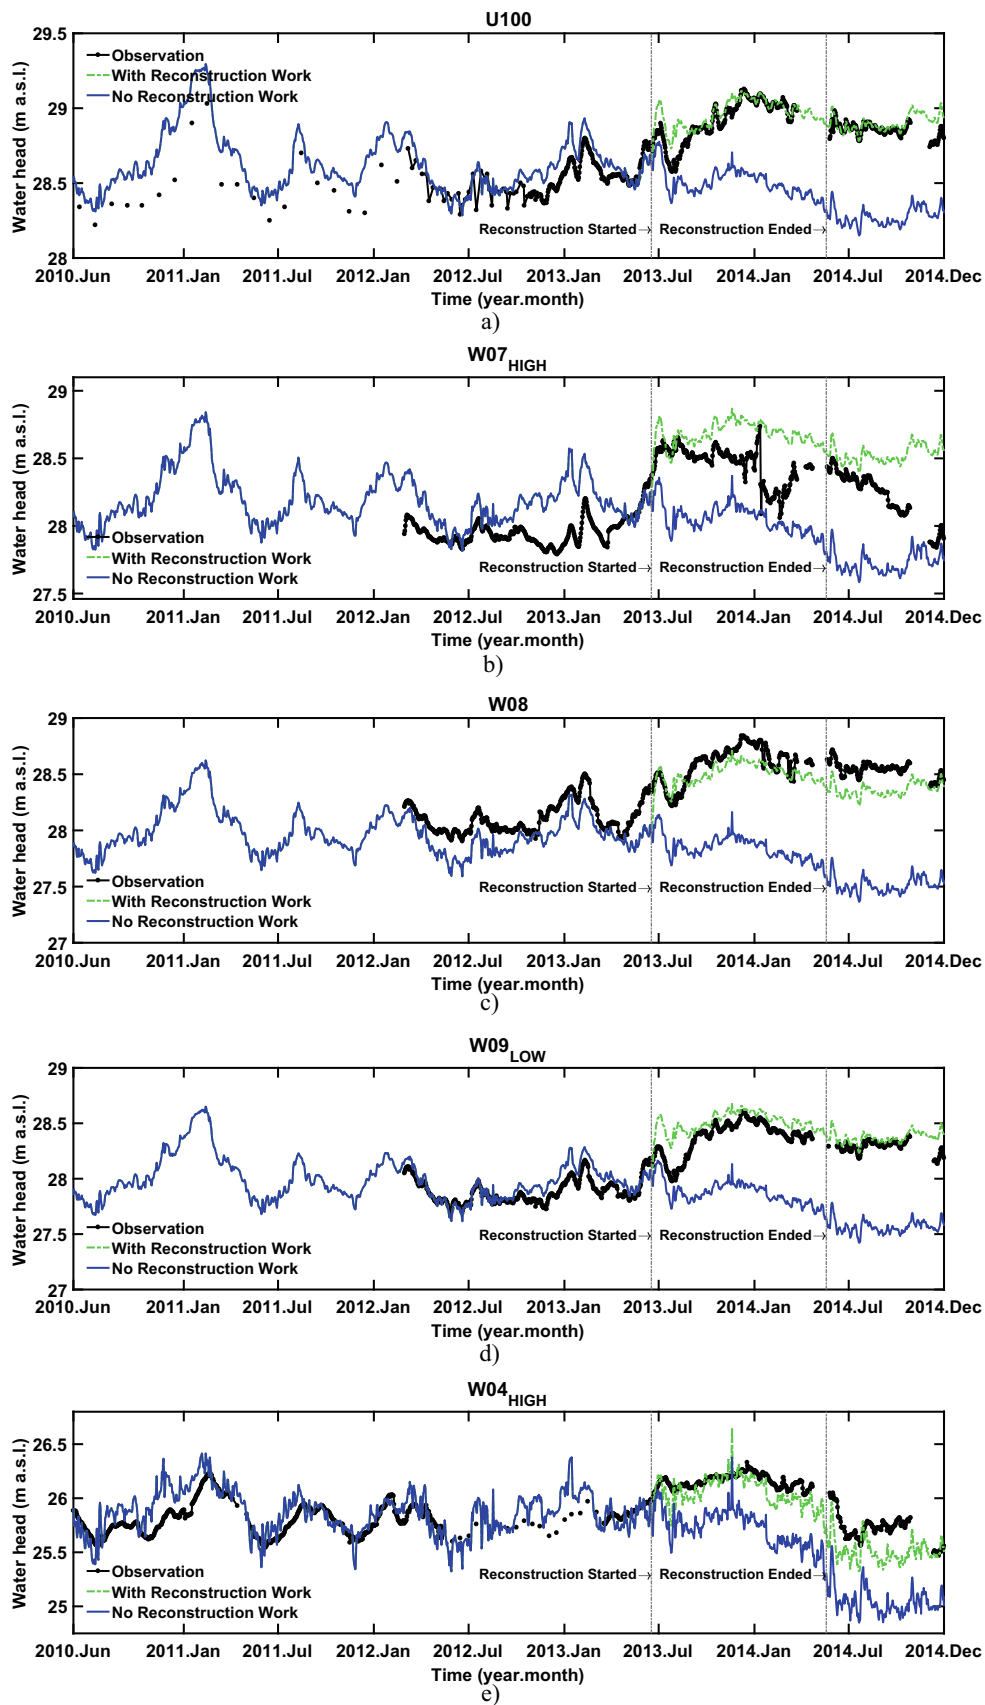 U100
29.5
29
28.5
28
Water head (m a.s.l.)
Observation
With Reconstruction Work
No Reconstruction Work
Reconstruction Started→
Reconstruction Ended→
2010.Jun 2011.Jan 2011.Jul 2012.Jan 2012.Jul 2013.Jan 2013.Jul 2014.Jan 2014.Jul 2014.Dec
Time (year.month)
a)
W07HIGH
29
28.5
28
27.5
Water head (m a.s.l.)
Observation
With Reconstruction Work
No Reconstruction Work
Reconstruction Started→
Reconstruction Ended→
2010.Jun 2011.Jan 2011.Jul 2012.Jan 2012.Jul 2013.Jan 2013.Jul 2014.Jan 2014.Jul 2014.Dec
Time (year.month)
b)
W08
29
28.5
28
27.5
27
Water head (m a.s.l.)
Observation
With Reconstruction Work
No Reconstruction Work
Reconstruction Started→
Reconstruction Ended→
2010.Jun 2011.Jan 2011.Jul 2012.Jan 2012.Jul 2013.Jan 2013.Jul 2014.Jan 2014.Jul 2014.Dec
Time (year.month)
c)
W09LOW
29
28.5
28
27.5
27
Water head (m a.s.l.)
Observation
With Reconstruction Work
No Reconstruction Work
Reconstruction Started→
Reconstruction Ended→
2010.Jun 2011.Jan 2011.Jul 2012.Jan 2012.Jul 2013.Jan 2013.Jul 2014.Jan 2014.Jul 2014.Dec
Time (year.month)
d)
W04HIGH
26.5
26
25.5
25
Water head (m a.s.l.)
Observation
With Reconstruction Work
No Reconstruction Work
Reconstruction Started→
Reconstruction Ended→
2010.Jun 2011.Jan 2011.Jul 2012.Jan 2012.Jul 2013.Jan 2013.Jul 2014.Jan 2014.Jul 2014.Dec
Time (year.month)
e)